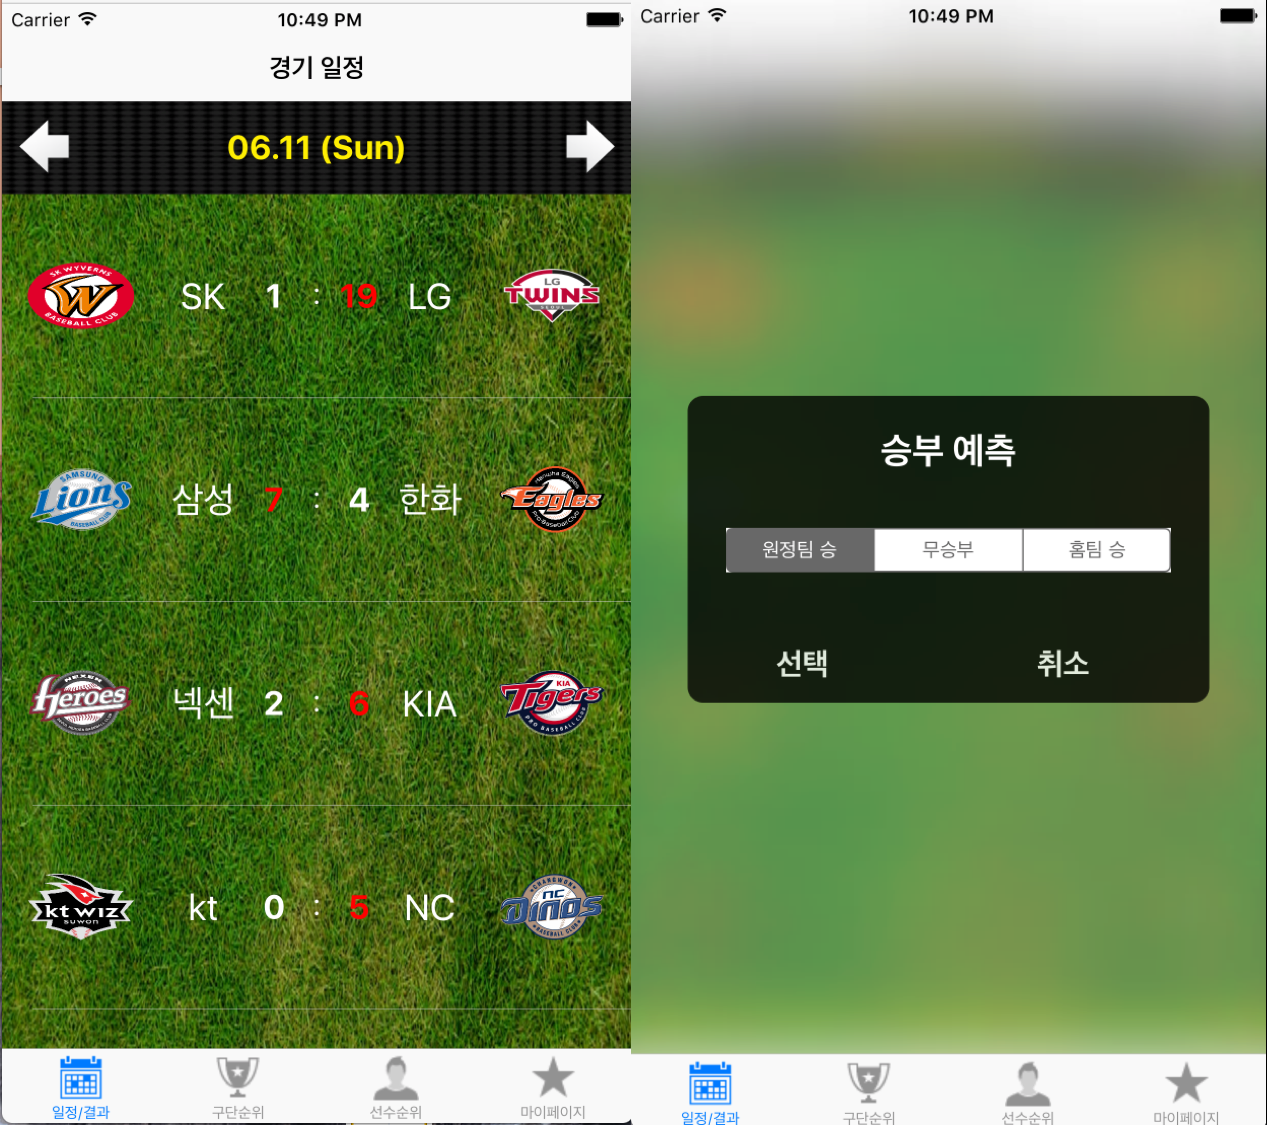 Carrier 10:49 PM
경기 일정
06.11 (Sun)
SK WYVERNS
W
BASEBALL CLUB
SK 1 : 19 LG
LG
TWINS
SEOUL
SAMSUNG
Lions
BASEBALL CLUB
삼성 7 : 4 한화
Hanwha Eagles
Eagles
Pro Baseball Club
NEXEN
Heroes
넥센 2 : 6 KIA
KIA
Tigers
PRO BASEBALL CLUB
kt wiz
suwon
kt 0 : 5 NC
CHANGWON
NC
DINOS
BASEBALL CLUB
일정/결과 구단순위 선수순위 마이페이지
Carrier 10:49 PM
승부 예측
원정팀 승 무승부 홈팀 승
선택 취소
일정/결과 구단순위 선수순위 마이페이지